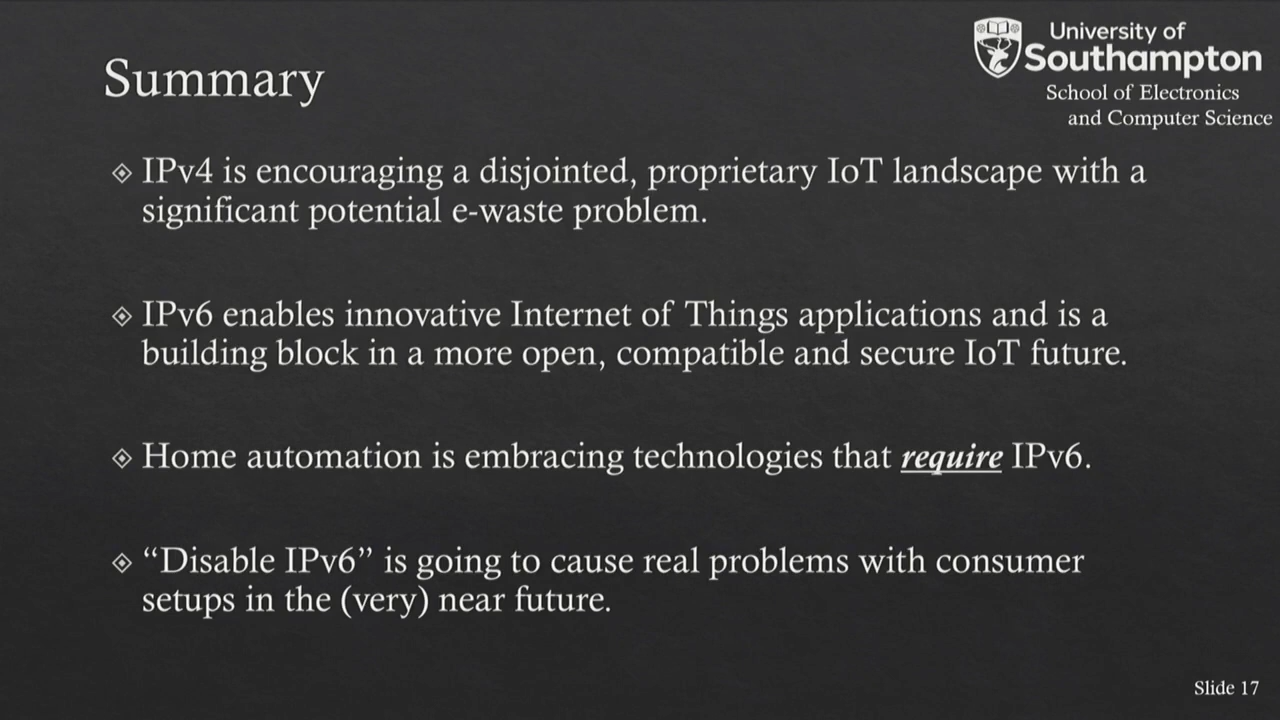 Summary
University of
Southampton
School of Electronics
and Computer Science
IPv4 is encouraging a disjointed, proprietary IoT landscape with a
significant potential e-waste problem.
IPv6 enables innovative Internet of Things applications and is a
building block in a more open, compatible and secure IoT future.
Home automation is embracing technologies that require IPv6.
“Disable IPv6” is going to cause real problems with consumer
setups in the (very) near future.
Slide 17